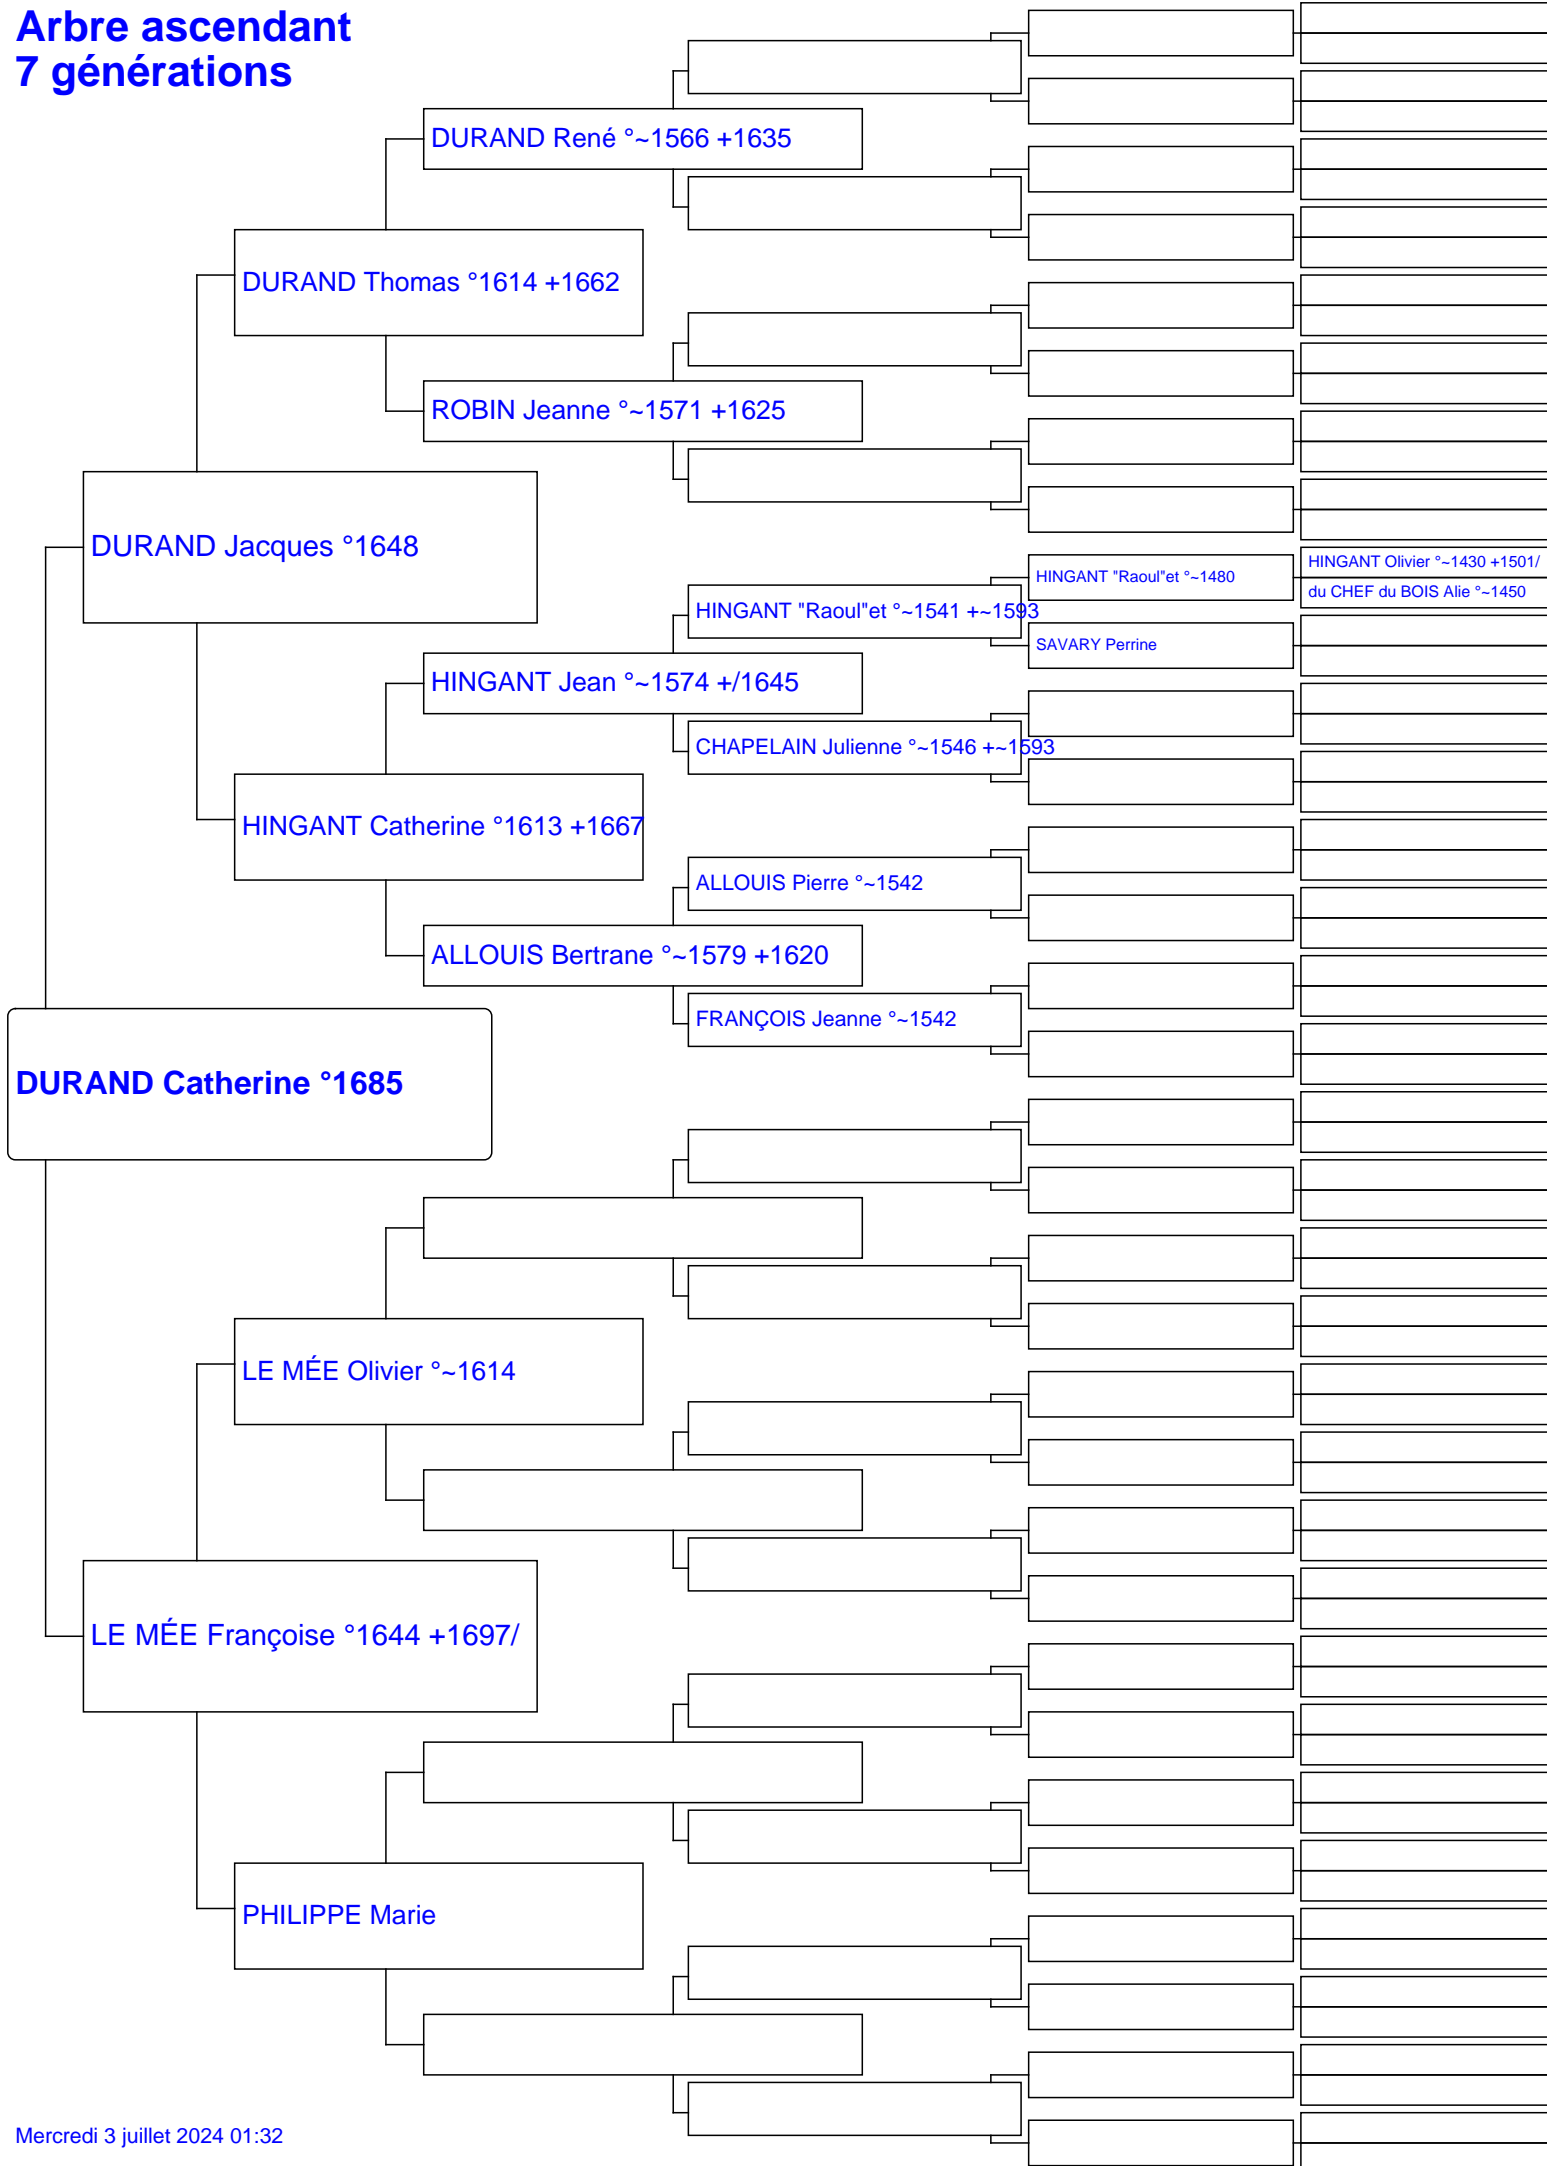 Arbre ascendant
7 générations
DURAND René °~1566 +1635
DURAND Thomas °1614 +1662
ROBIN Jeanne °~1571 +1625
DURAND Jacques °1648
HINGANT "Raoul"et °~1480
HINGANT Olivier °~1430 +1501/
du CHEF du BOIS Alie °~1450
HINGANT "Raoul"et °~1541 +~1593
SAVARY Perrine
HINGANT Jean °~1574 +/1645
CHAPELAIN Julienne °~1546 +~1593
HINGANT Catherine °1613 +1667
ALLOUIS Pierre °~1542
ALLOUIS Bertrane °~1579 +1620
FRANÇOIS Jeanne °~1542
DURAND Catherine °1685
LE MÉE Olivier °~1614
LE MÉE Françoise °1644 +1697/
PHILIPPE Marie
Mercredi 3 juillet 2024 01:32